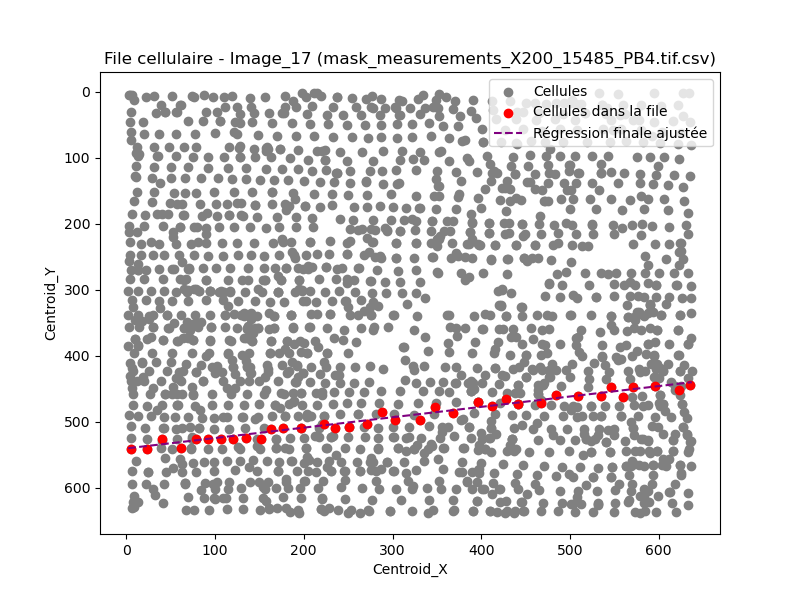 File cellulaire - Image_17 (mask_measurements_X200_15485_PB4.tif.csv)
Cellules
Cellules dans la file
Régression finale ajustée
0
100
200
300
400
500
600
Centroid_Y
0 100 200 300 400 500 600
Centroid_X